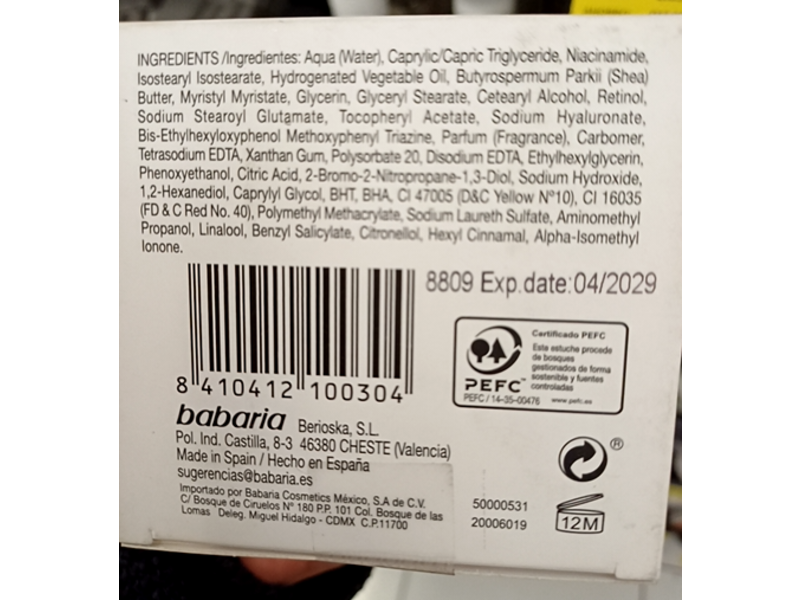 INGREDIENTS /Ingredientes: Aqua (Water), Caprylic/Capric Triglyceride, Niacinamide,
Isostearyl Isostearate, Hydrogenated Vegetable Oil, Butyrospermum Parkii (Shea)
Butter, Myristyl Myristate, Glycerin, Glyceryl Stearate, Cetearyl Alcohol, Retinol,
Sodium Stearoyl Glutamate, Tocopheryl Acetate, Sodium Hyaluronate,
Bis-Ethylhexyloxyphenol Methoxyphenyl Triazine, Parfum (Fragrance), Carbomer,
Tetrasodium EDTA, Xanthan Gum, Polysorbate 20, Disodium EDTA, Ethylhexylglycerin,
Phenoxyethanol, Citric Acid, 2-Bromo-2-Nitropropane-1,3-Diol, Sodium Hydroxide,
1,2-Hexanediol, Caprylyl Glycol, BHT, BHA, CI 47005 (D&C Yellow Nº10), CI 16035
(FD & C Red No. 40), Polymethyl Methacrylate, Sodium Laureth Sulfate, Aminomethyl
Propanol, Linalool, Benzyl Salicylate, Citronellol, Hexyl Cinnamal, Alpha-Isomethyl
Ionone.
8809 Exp.date:04/2029
8 410412 100304
Certificado PEFC
Este estuche procede
de bosques
gestionados de forma
sostenible y fuentes
controladas
PEFC™
PEFC / 14-35-00476 www.pefc.es
babaria Berioska, S.L.
Pol. Ind. Castilla, 8-3 46380 CHESTE (Valencia)
Made in Spain / Hecho en España
sugerencias@babaria.es
Importado por Babaria Cosmetics México, S.A de C.V.
C/ Bosque de Ciruelos Nº 180 P.P. 101 Col. Bosque de las
Lomas Deleg. Miguel Hidalgo - CDMX C.P.11700
50000531
20006019
®
12M